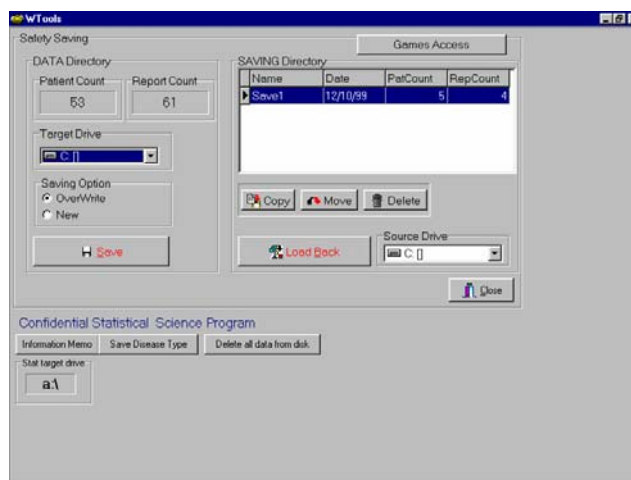 WTools
Safety Saving
Games Access
DATA Directory
Patient Count
Report Count
53
61
Target Drive
C: []
Saving Option
OverWrite
New
Save
SAVING Directory
Name Date PatCount RepCount
Save1 12/10/99 5 4
Copy Move Delete
Load Back
Source Drive
C: []
Close
Confidential Statistical Science Program
Information Memo Save Disease Type Delete all data from disk
Stat target drive
a:\